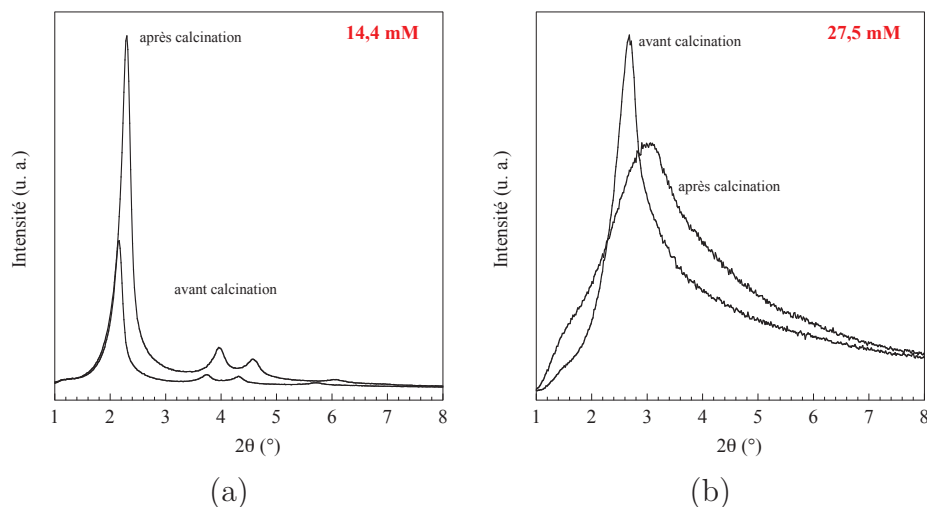 après calcination
14,4 mM
avant calcination
Intensité (u. a.)
1 2 3 4 5 6 7 8
2θ (°)
(a)
avant calcination
27,5 mM
après calcination
Intensité (u. a.)
1 2 3 4 5 6 7 8
2θ (°)
(b)